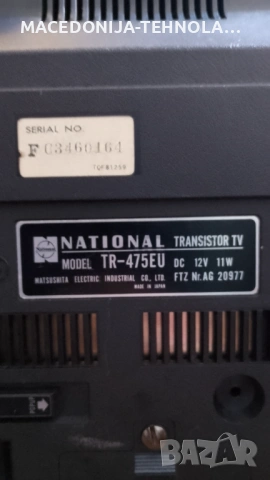 MACEDONIJA-TEHNOLA...
SERIAL NO.
F C3460164
TQFM1350
NATIONAL TRANSISTOR TV
MODEL TR-475EU DC 12V 11W
MATSUSHITA ELECTRIC INDUSTRIAL CO., LTD. FTZ Nr.AG 20977
MADE IN JAPAN
BAZAR